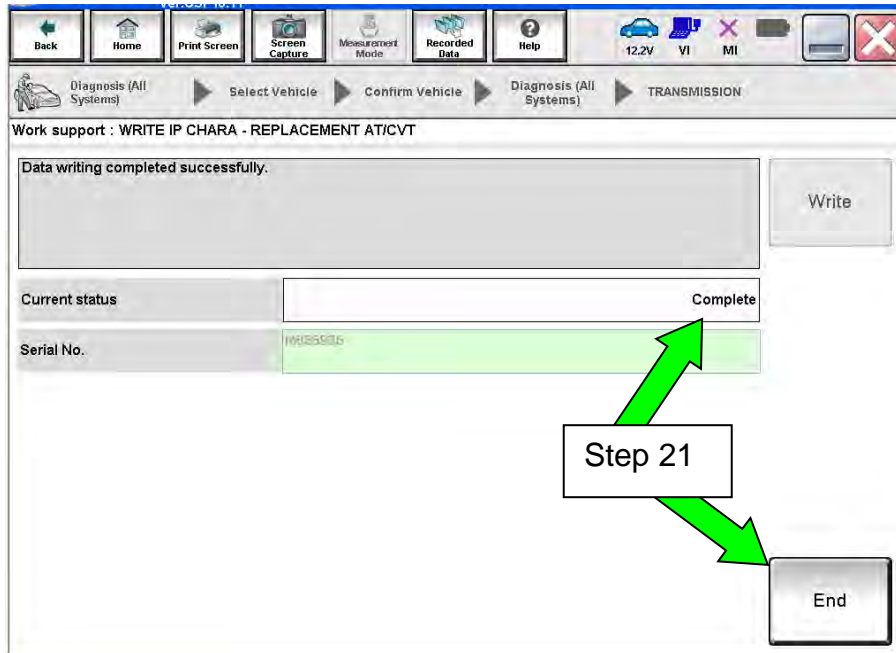 Back
Home
Print Screen
Screen
Capture
Measurement
Mode
Recorded
Data
Help
12.2V
VI
MI
Diagnosis (All
Systems)
Select Vehicle
Confirm Vehicle
Diagnosis (All
Systems)
TRANSMISSION
Work support : WRITE IP CHARA - REPLACEMENT AT/CVT
Data writing completed successfully.
Write
Current status
Complete
Serial No.
Step 21
End